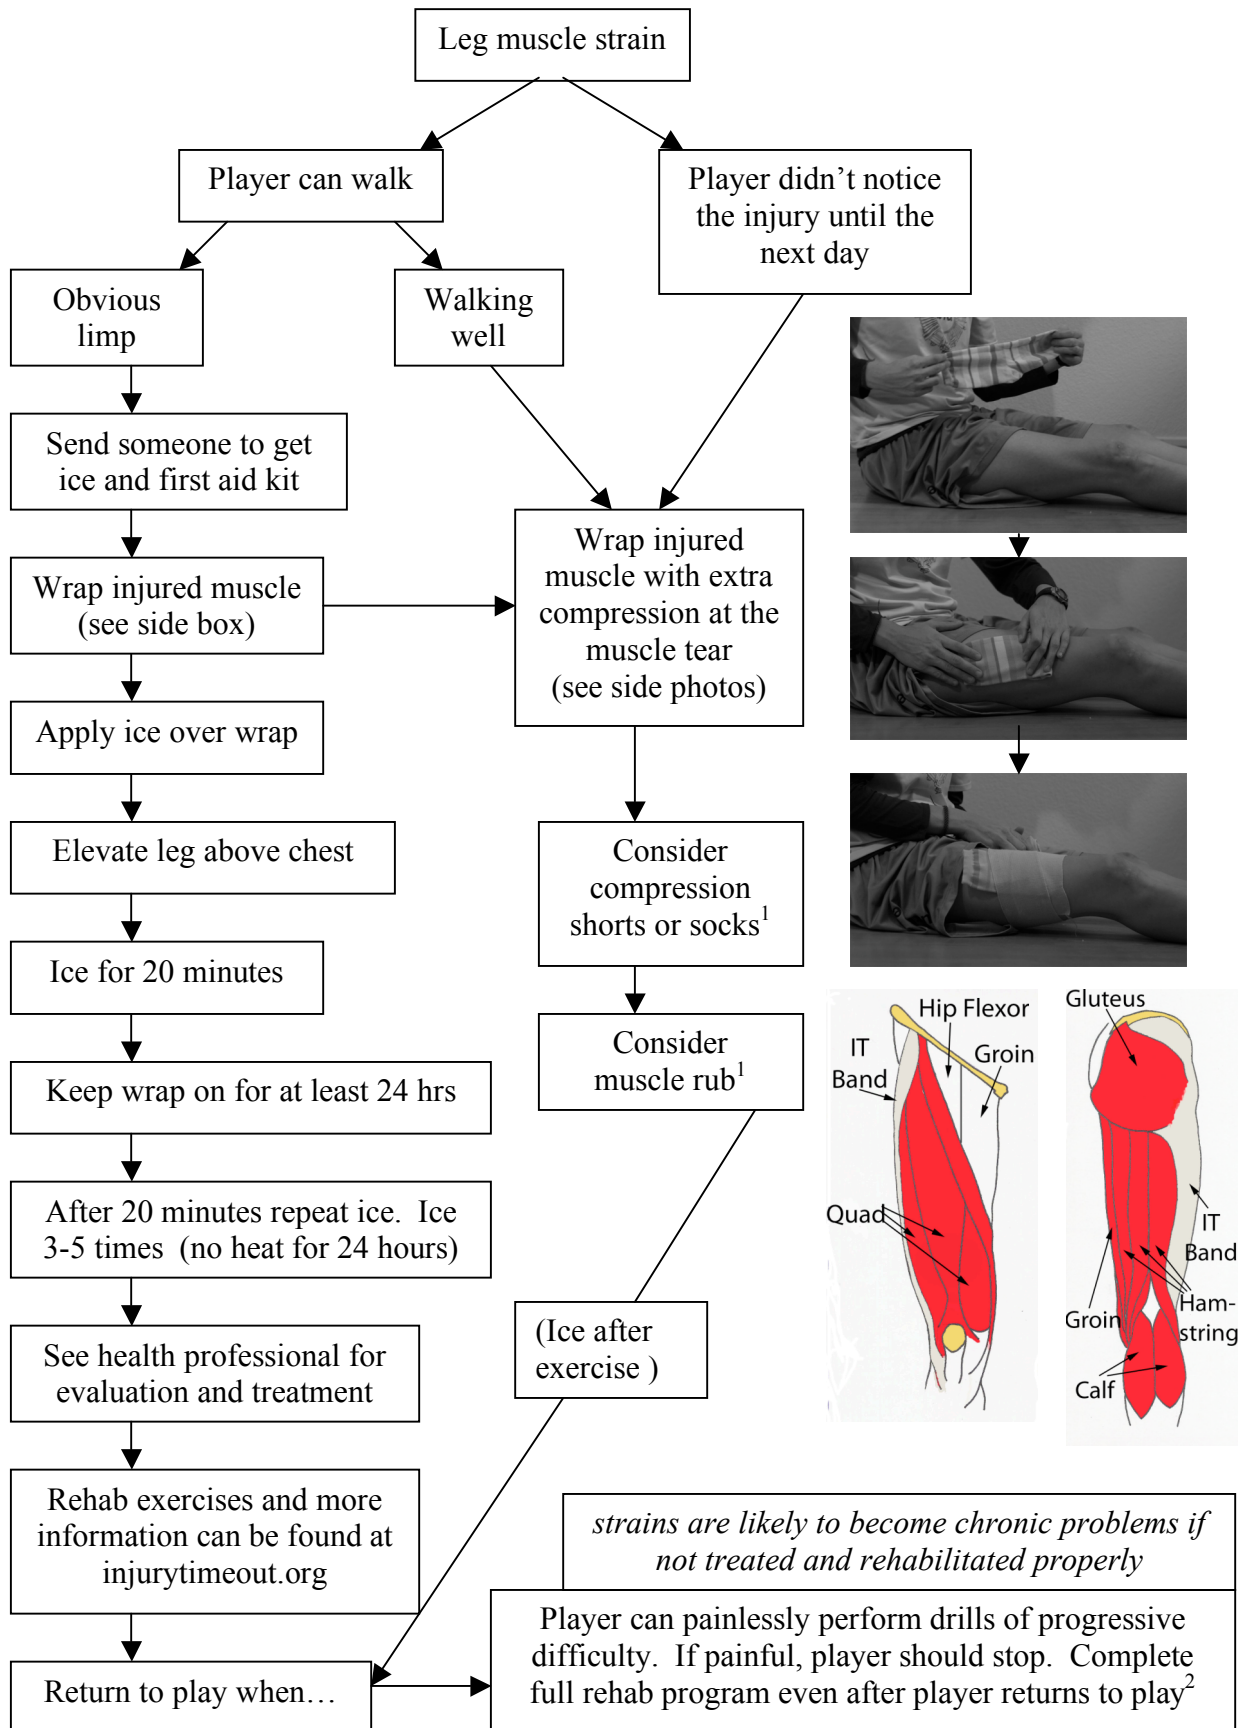 Leg muscle strain
Player can walk
Player didn't notice
the injury until the
next day
Obvious
limp
Walking
well
Send someone to get
ice and first aid kit
Wrap injured muscle
(see side box)
Wrap injured
muscle with extra
compression at the
muscle tear
(see side photos)
Apply ice over wrap
Elevate leg above chest
Consider
compression
shorts or socks1
Ice for 20 minutes
Consider
muscle rub1
Keep wrap on for at least 24 hrs
After 20 minutes repeat ice.  Ice
3-5 times  (no heat for 24 hours)
(Ice after
exercise )
See health professional for
evaluation and treatment
Rehab exercises and more
information can be found at
injurytimeout.org
Return to play when…
Hip Flexor
IT
Band
Groin
Quad
Gluteus
IT
Band
Ham-
string
Groin
Calf
strains are likely to become chronic problems if
not treated and rehabilitated properly
Player can painlessly perform drills of progressive
difficulty.  If painful, player should stop.  Complete
full rehab program even after player returns to play2